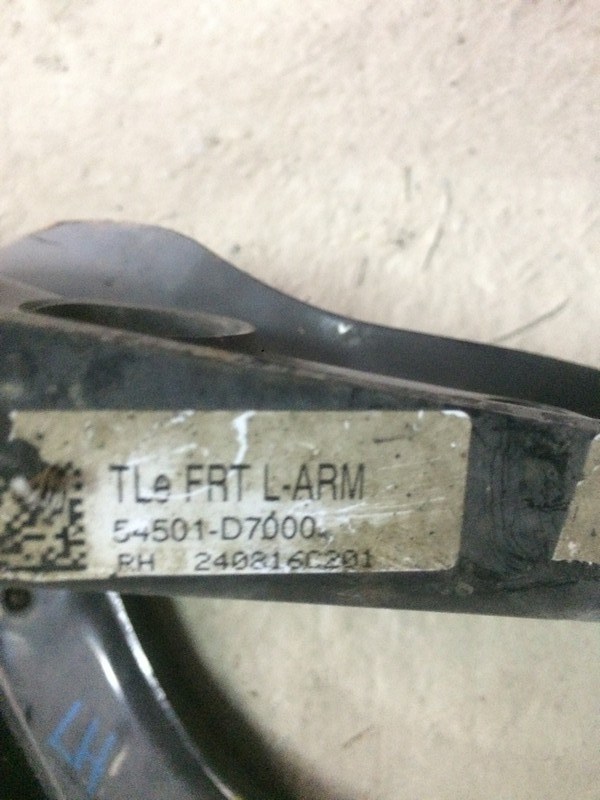 TLe FRT L-ARM
54501-D7000
RH 240816C201
LH